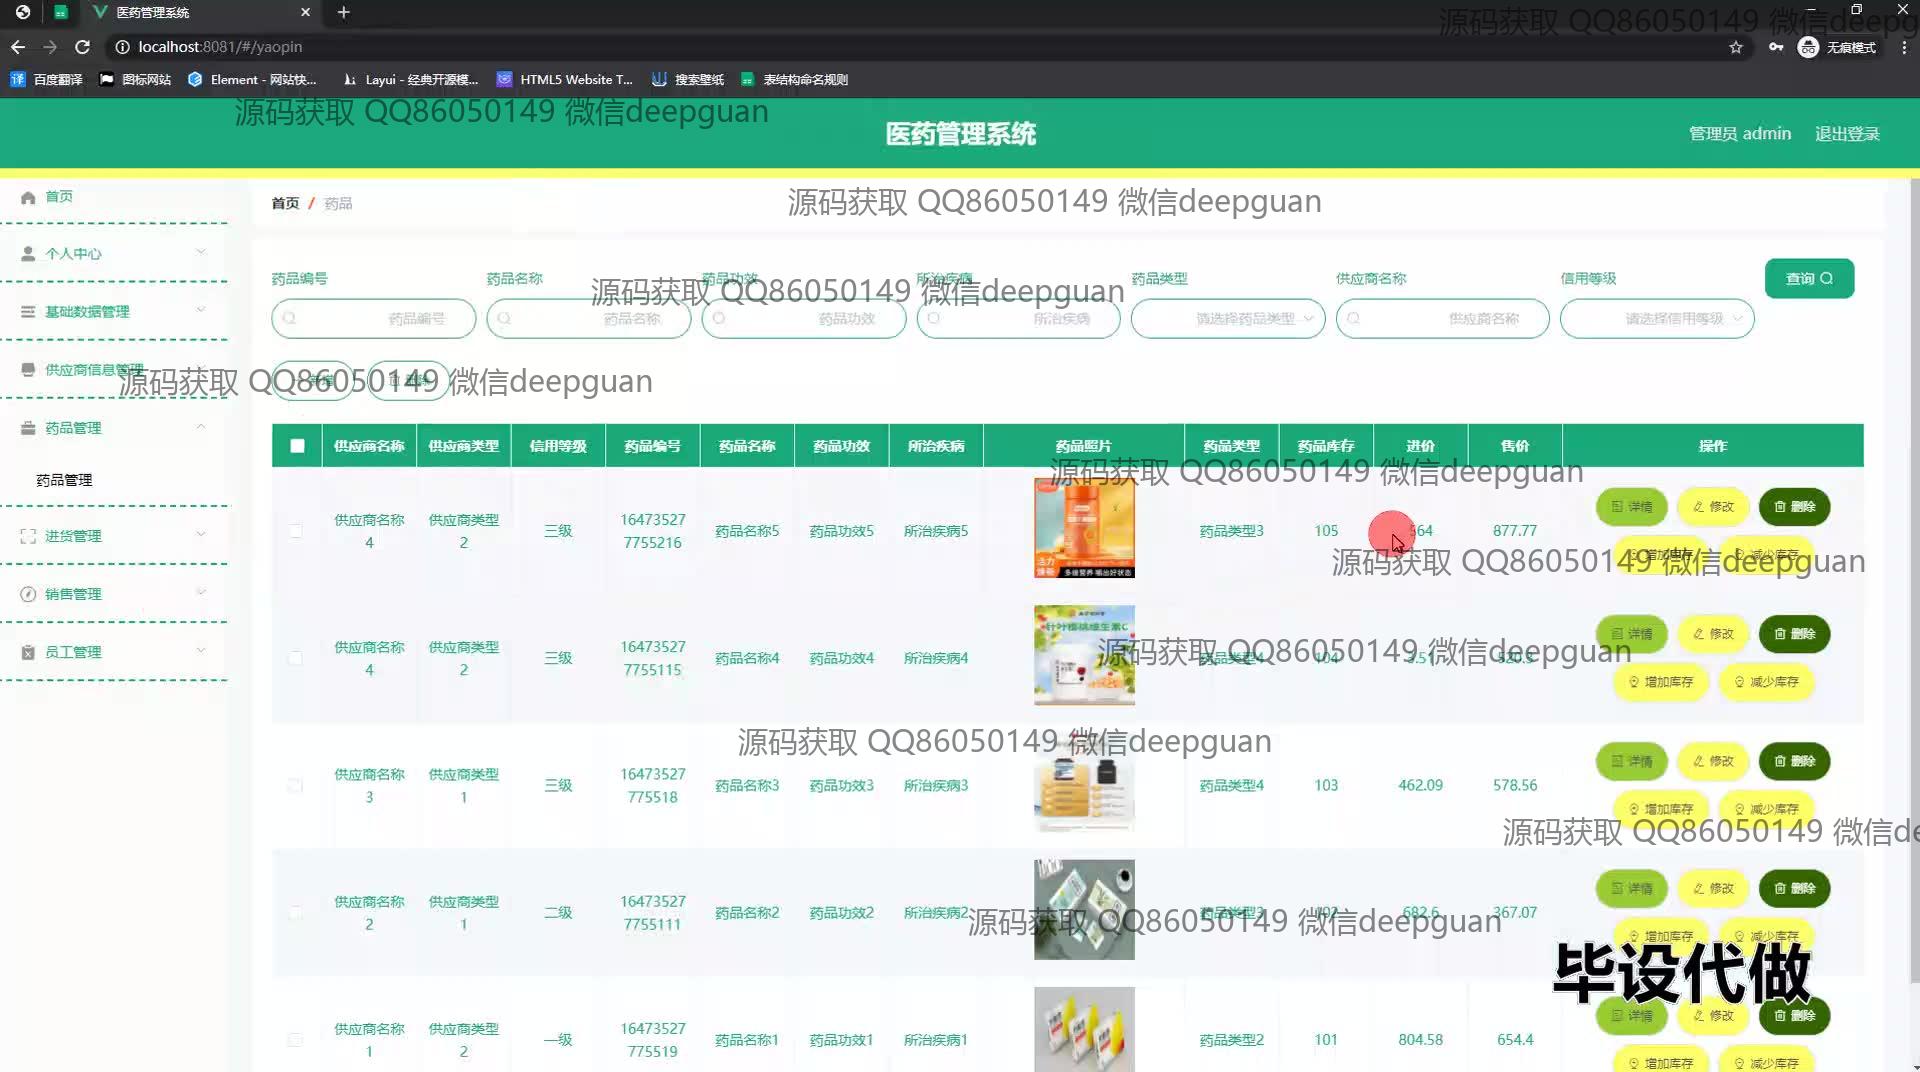 医药管理系统
源码获取 QQ86050149 微信deepg
localhost:8081/#/yaopin
无痕模式
百度翻译 图标网站 Element - 网站快... Layui - 经典开源模... HTML5 Website T... 搜索壁纸 表结构命名规则
源码获取 QQ86050149 微信deepguan
医药管理系统
管理员 admin 退出登录
首页
个人中心
基础数据管理
供应商信息管理
药品管理
药品管理
进货管理
销售管理
员工管理
首页 / 药品
源码获取 QQ86050149 微信deepguan
药品编号 药品名称 药品功效 所治疾病 药品类型 供应商名称 信用等级
查询
源码获取 QQ86050149 微信deepguan
药品编号 药品名称 药品功效 所治疾病 请选择药品类型 供应商名称 请选择信用等级
源码获取 QQ86050149 微信deepguan
供应商名称 供应商类型 信用等级 药品编号 药品名称 药品功效 所治疾病 药品照片 药品类型 药品库存 进价 售价 操作
源码获取 QQ86050149 微信deepguan
供应商名称4 供应商类型2 三级 164735277755216 药品名称5 药品功效5 所治疾病5 药品类型3 105 564 877.77
详情 修改 删除
增加库存 减少库存
源码获取 QQ86050149 微信deepguan
供应商名称4 供应商类型2 三级 164735277755115 药品名称4 药品功效4 所治疾病4 药品类型4 104
详情 修改 删除
源码获取 QQ86050149 微信deepguan
增加库存 减少库存
源码获取 QQ86050149 微信deepguan
供应商名称3 供应商类型1 三级 16473527775518 药品名称3 药品功效3 所治疾病3 药品类型4 103 462.09 578.56
详情 修改 删除
增加库存 减少库存
源码获取 QQ86050149 微信de
供应商名称2 供应商类型1 二级 164735277755111 药品名称2 药品功效2 所治疾病2 102 682.6 367.07
详情 修改 删除
源码获取 QQ86050149 微信deepguan
增加库存 减少库存
毕设代做
供应商名称1 供应商类型2 一级 16473527775519 药品名称1 药品功效1 所治疾病1 药品类型2 101 804.58 654.4
详情 修改 删除
增加库存 减少库存